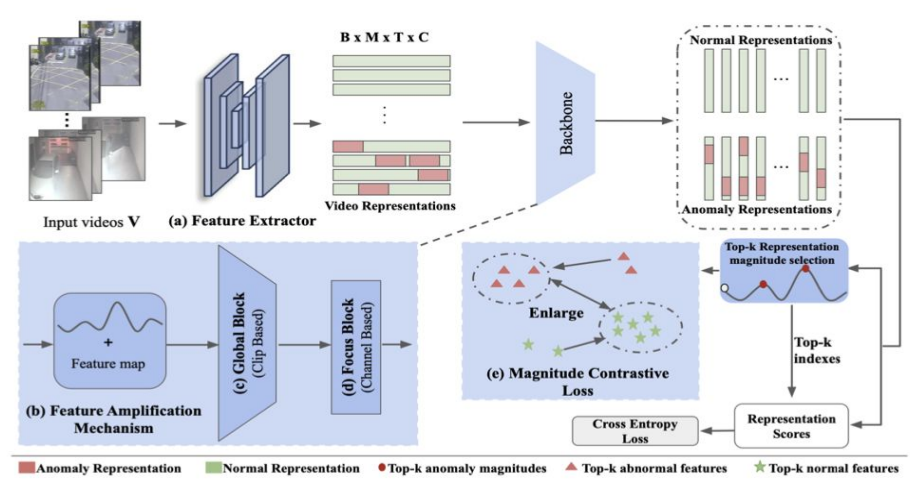 B x M x T x C
Normal Representations
Backbone
Input videos V
(a) Feature Extractor
Video Representations
Anomaly Representations
Top-k Representation
magnitude selection
Feature map
+
(b) Feature Amplification
Mechanism
(c) Global Block
(Clip Based)
(d) Focus Block
(Channel Based)
Enlarge
(e) Magnitude Contrastive
Loss
Top-k
indexes
Cross Entropy
Loss
Representation
Scores
Anomaly Representation
Normal Representation
Top-k anomaly magnitudes
Top-k abnormal features
Top-k normal features